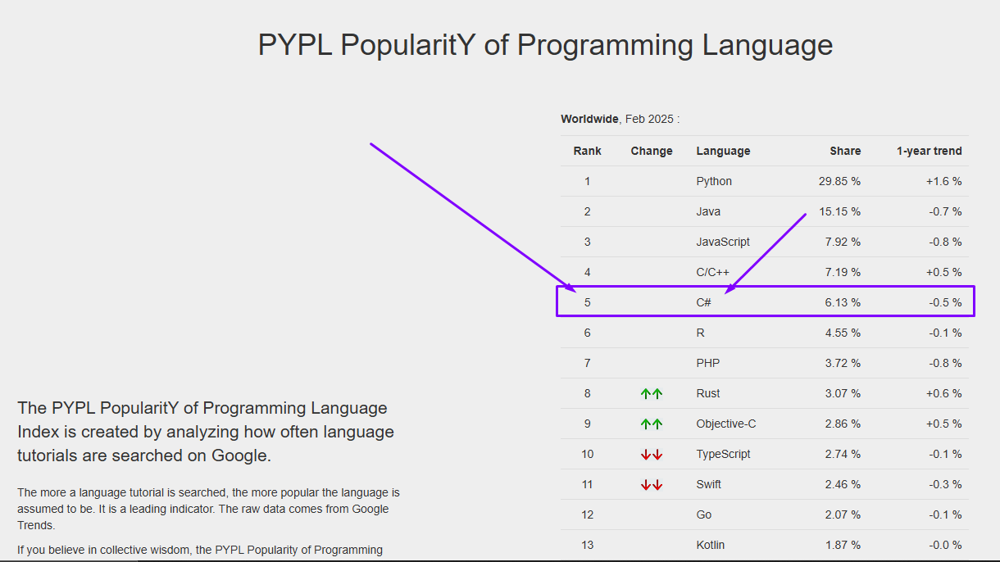 PYPL PopularitY of Programming Language
Worldwide, Feb 2025 :
Rank Change Language Share 1-year trend
1 Python 29.85 % +1.6 %
2 Java 15.15 % -0.7 %
3 JavaScript 7.92 % -0.8 %
4 C/C++ 7.19 % +0.5 %
5 C# 6.13 % -0.5 %
6 R 4.55 % -0.1 %
7 PHP 3.72 % -0.8 %
8 Rust 3.07 % +0.6 %
9 Objective-C 2.86 % +0.5 %
10 TypeScript 2.74 % -0.1 %
11 Swift 2.46 % -0.3 %
12 Go 2.07 % -0.1 %
13 Kotlin 1.87 % -0.0 %
The PYPL PopularitY of Programming Language
Index is created by analyzing how often language
tutorials are searched on Google.
The more a language tutorial is searched, the more popular the language is
assumed to be. It is a leading indicator. The raw data comes from Google
Trends.
If you believe in collective wisdom, the PYPL Popularity of Programming